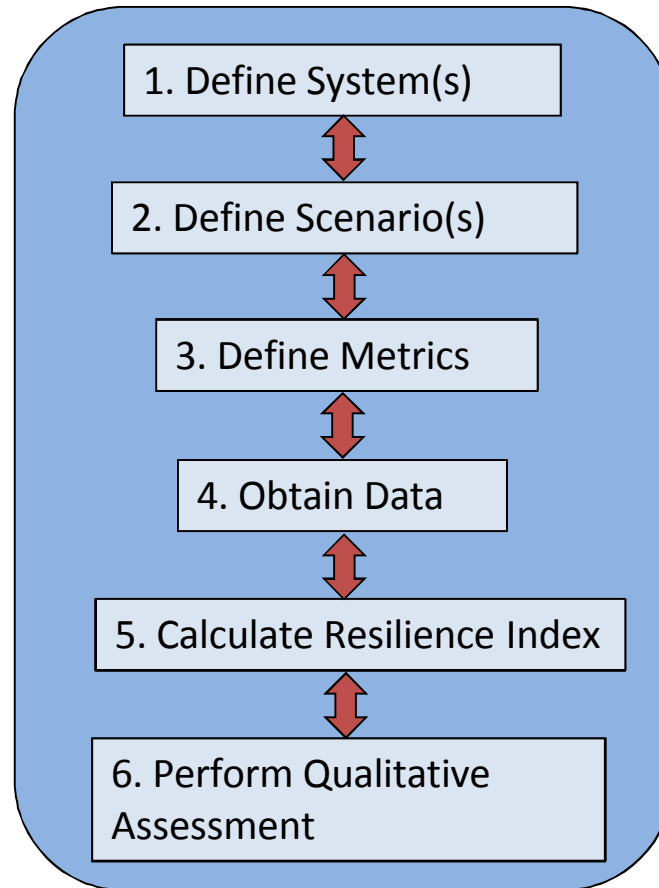 1. Define System(s)
2. Define Scenario(s)
3. Define Metrics
4. Obtain Data
5. Calculate Resilience Index
6. Perform Qualitative
Assessment